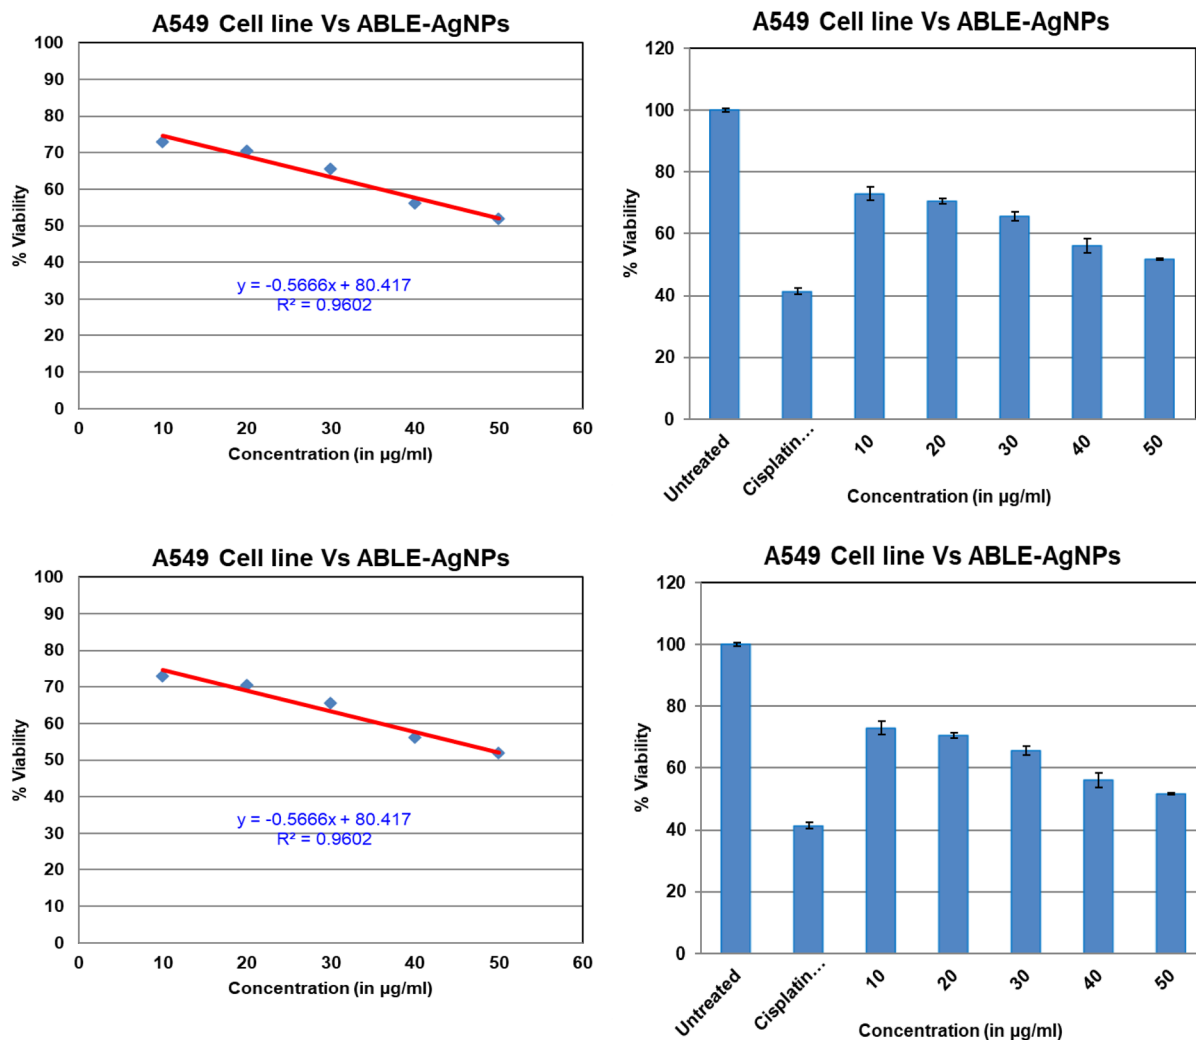 A549 Cell line Vs ABLE-AgNPs
100
90
80
70
60
50
40
30
20
10
0
% Viability
y = -0.5666x + 80.417
R² = 0.9602
0 10 20 30 40 50 60
Concentration (in µg/ml)
A549 Cell line Vs ABLE-AgNPs
120
100
80
60
40
20
0
% Viability
Untreated Cisplatin... 10 20 30 40 50
Concentration (in µg/ml)
A549 Cell line Vs ABLE-AgNPs
100
90
80
70
60
50
40
30
20
10
0
% Viability
y = -0.5666x + 80.417
R² = 0.9602
0 10 20 30 40 50 60
Concentration (in µg/ml)
A549 Cell line Vs ABLE-AgNPs
120
100
80
60
40
20
0
% Viability
Untreated Cisplatin... 10 20 30 40 50
Concentration (in µg/ml)